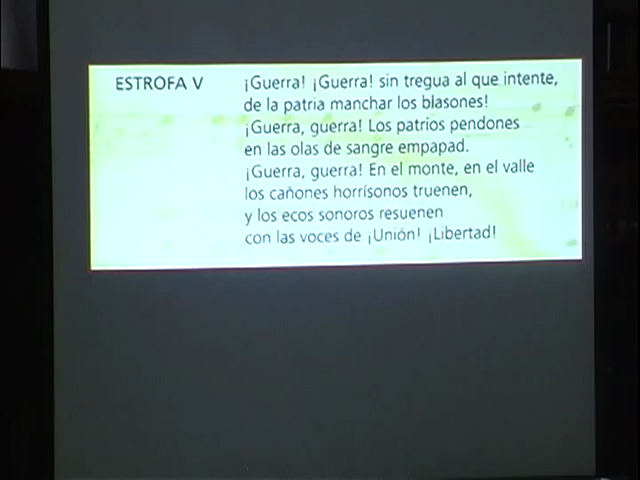 ESTROFA V ¡Guerra! ¡Guerra! sin tregua al que intente,
de la patria manchar los blasones!
¡Guerra, guerra! Los patrios pendones
en las olas de sangre empapad.
¡Guerra, guerra! En el monte, en el valle
los cañones horrísonos truenen,
y los ecos sonoros resuenen
con las voces de ¡Unión! ¡Libertad!